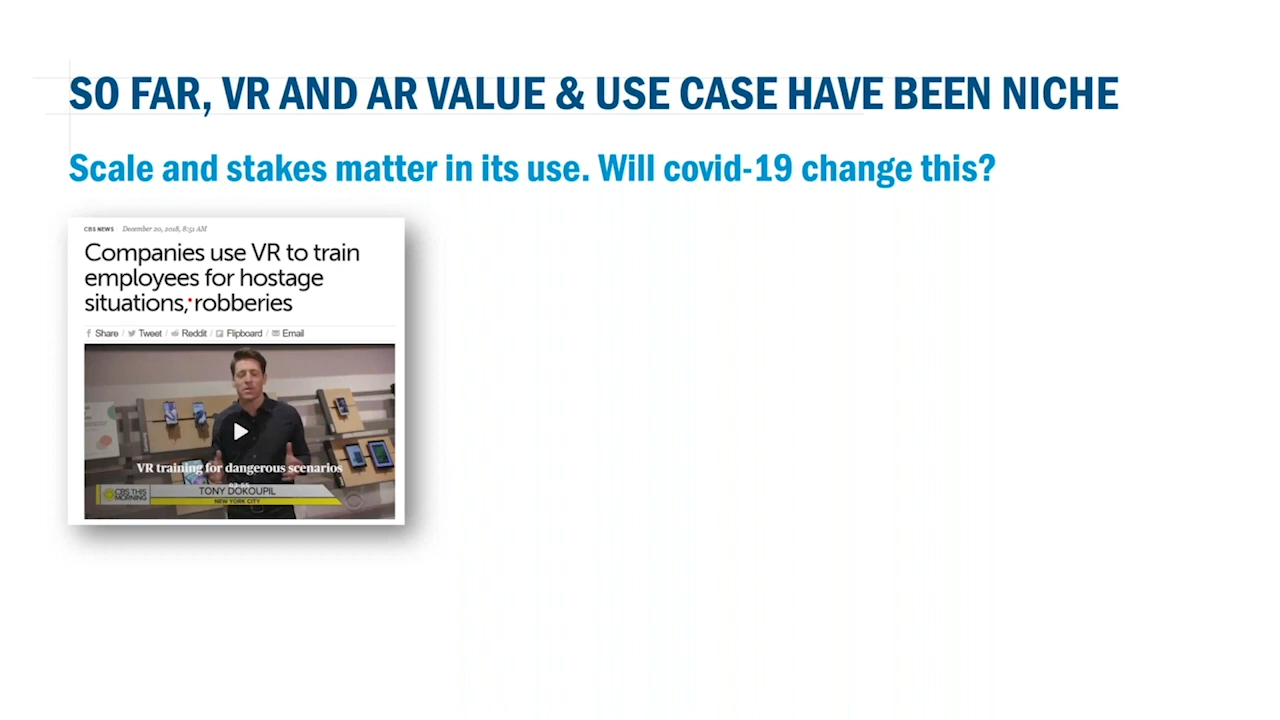 SO FAR, VR AND AR VALUE & USE CASE HAVE BEEN NICHE
Scale and stakes matter in its use. Will covid-19 change this?
CBS NEWS December 20, 2018, 8:51 AM
Companies use VR to train
employees for hostage
situations, robberies
Share / Tweet / Reddit / Flipboard / Email
VR training for dangerous scenarios
CBS THIS
MORNING
TONY DOKOUPIL
NEW YORK CITY